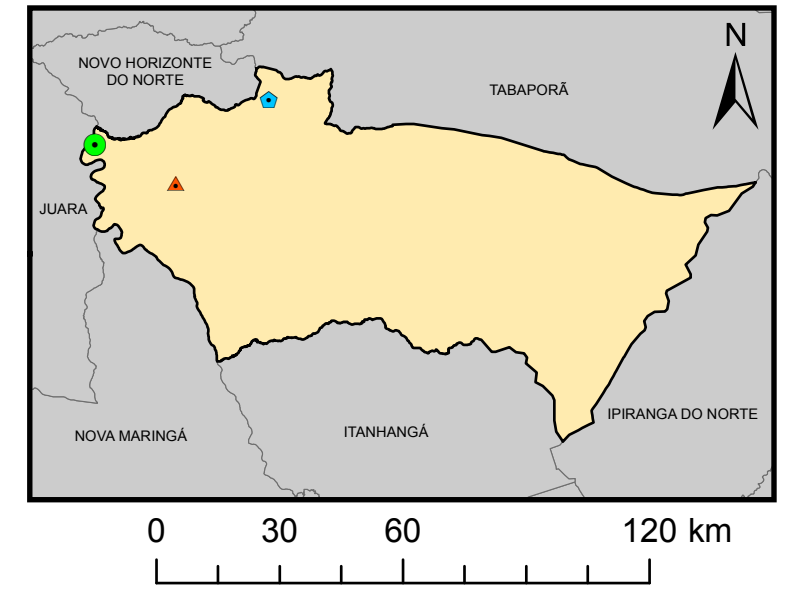 N
NOVO HORIZONTE
DO NORTE
TABAPORÃ
JUARA
IPIRANGA DO NORTE
ITANHANGÁ
NOVA MARINGÁ
0 30 60 120 km